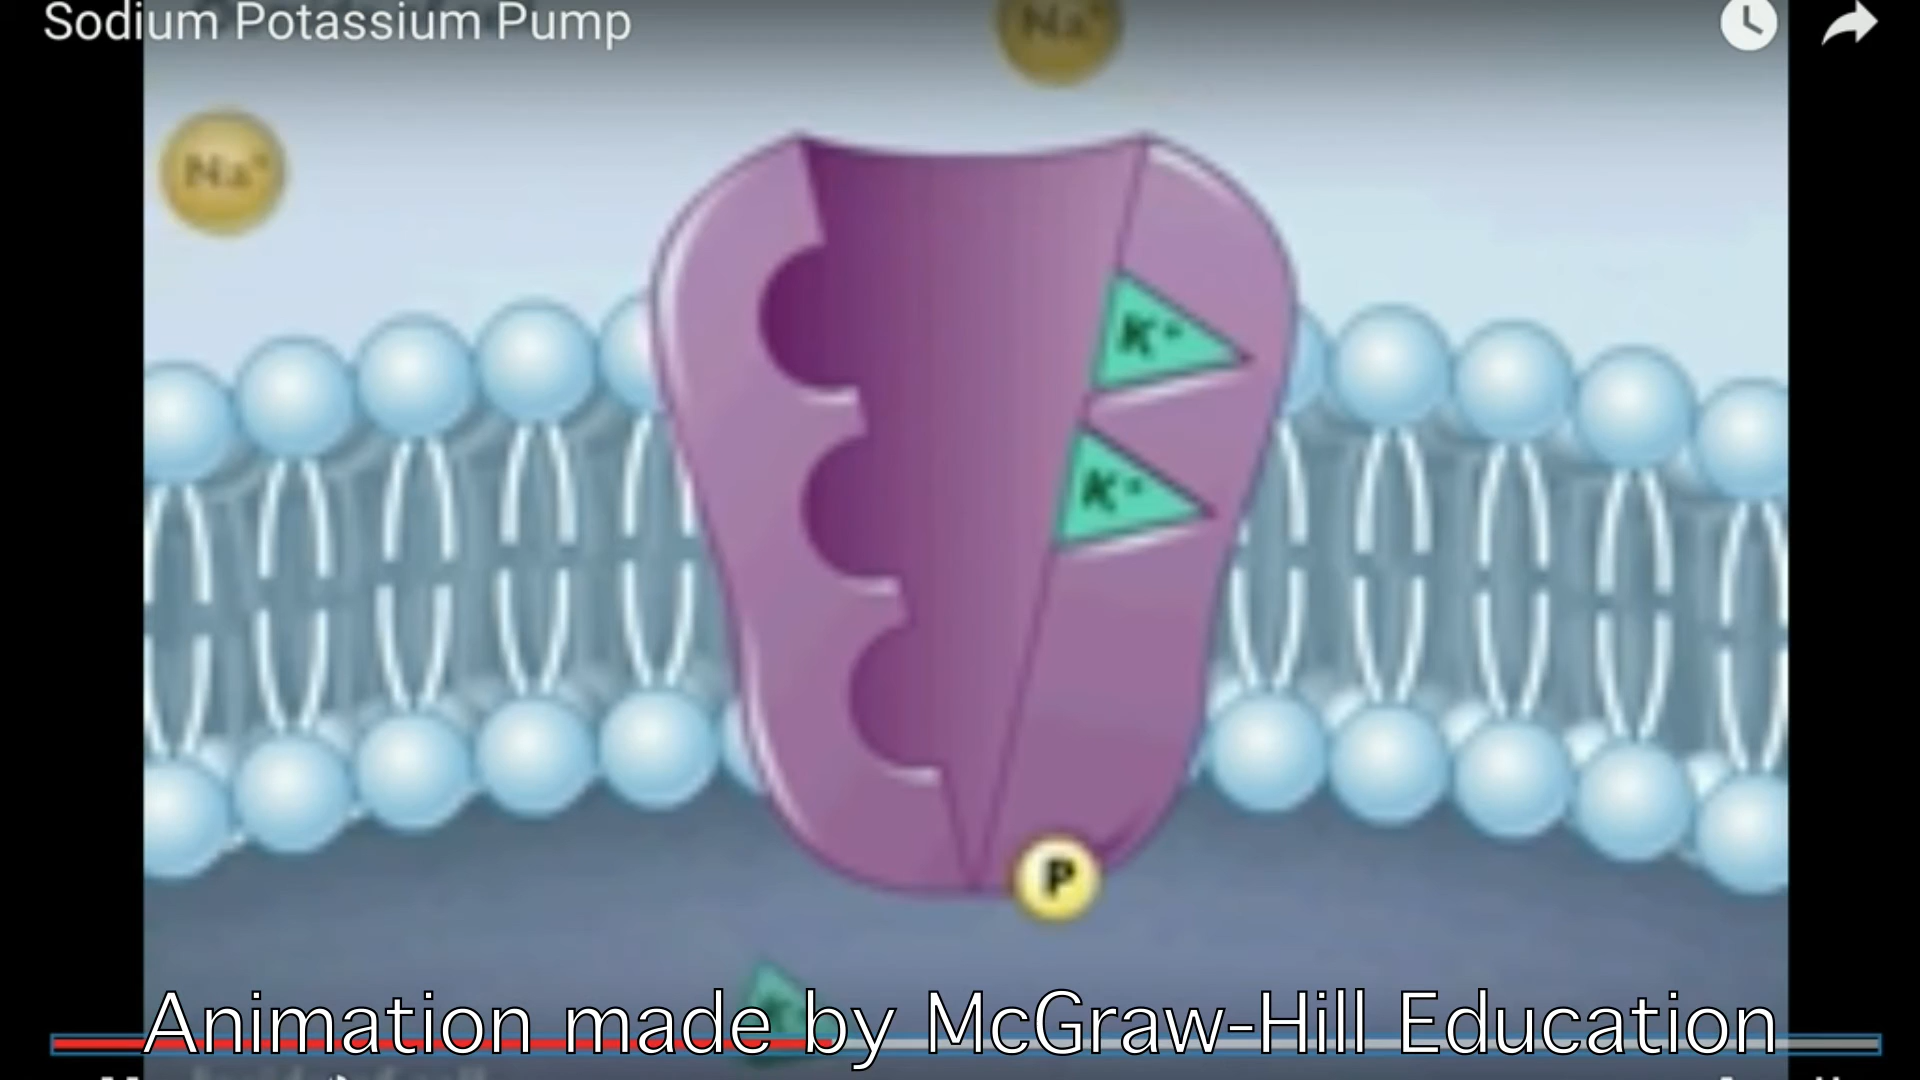 Sodium Potassium Pump
Na⁺
Na⁺
K⁺
K⁺
P
Animation made by McGraw-Hill Education